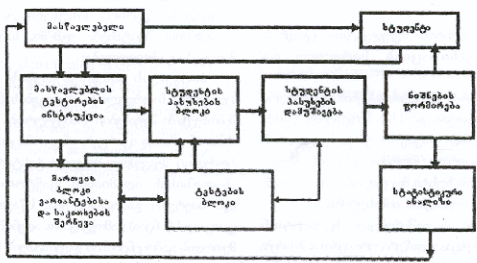 მასწავლებელი
სტუდენტი
მასწავლებლის
ტესტირების
ინსტრუქცია
სტუდენტის
პასუხების
ბლოკი
სტუდენტის
პასუხების
დამუშავება
ნიშნების
ფორმირება
მართვის
ბლოკი
ვარიანტებისა
და საკითხების
შერჩევა
ტესტების
ბლოკი
სტატისტიკური
ანალიზი